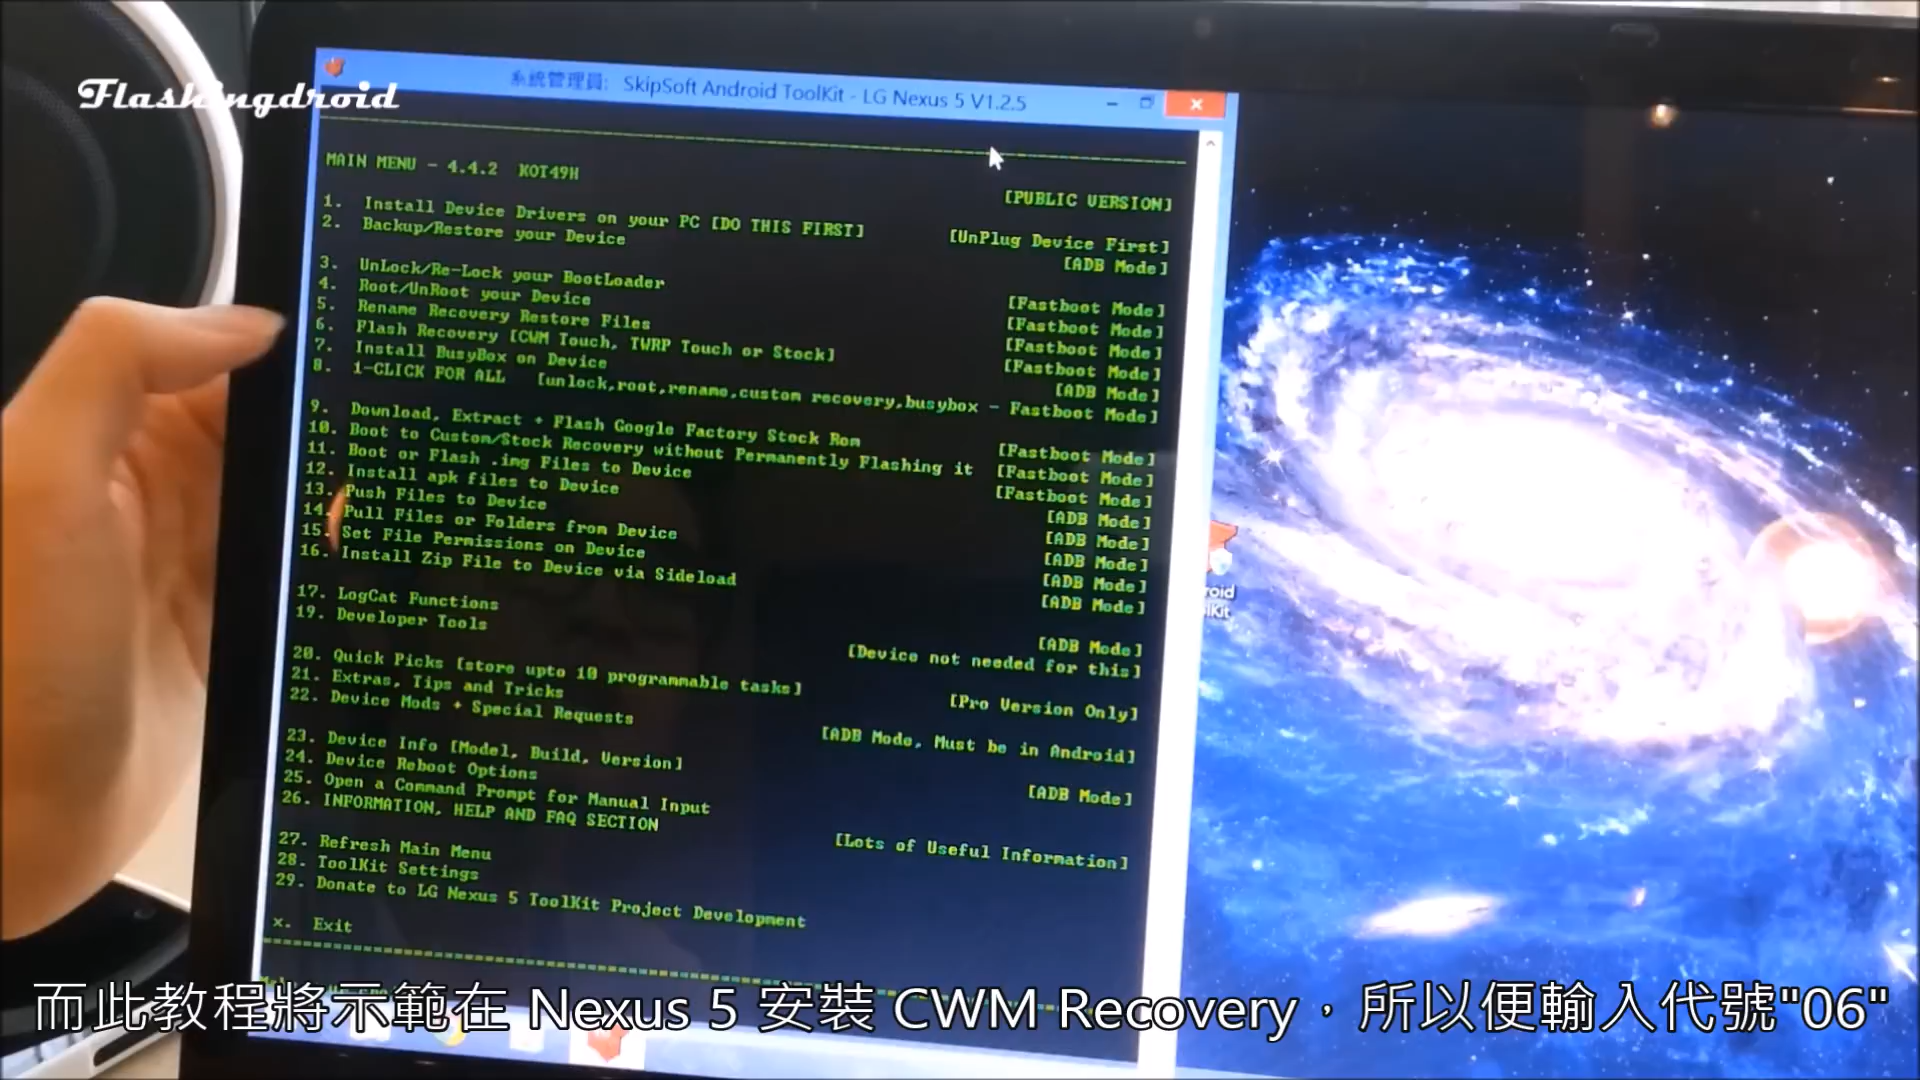 Flashingdroid
系統管理員: SkipSoft Android ToolKit - LG Nexus 5 V1.2.5
MAIN MENU - 4.4.2 KOT49H
[PUBLIC VERSION]
1. Install Device Drivers on your PC [DO THIS FIRST] [UnPlug Device First]
2. Backup/Restore your Device [ADB Mode]
3. UnLock/Re-Lock your BootLoader [Fastboot Mode]
4. Root/UnRoot your Device [Fastboot Mode]
5. Rename Recovery Restore Files [Fastboot Mode]
6. Flash Recovery [CWM Touch, TWRP Touch or Stock] [Fastboot Mode]
7. Install BusyBox on Device [ADB Mode]
8. 1-CLICK FOR ALL [unlock,root,rename,custom recovery,busybox - Fastboot Mode]
9. Download, Extract + Flash Google Factory Stock Rom [Fastboot Mode]
10. Boot to Custom/Stock Recovery without Permanently Flashing it [Fastboot Mode]
11. Boot or Flash .img Files to Device [Fastboot Mode]
12. Install apk files to Device [ADB Mode]
13. Push Files to Device [ADB Mode]
14. Pull Files or Folders from Device [ADB Mode]
15. Set File Permissions on Device [ADB Mode]
16. Install Zip File to Device via Sideload [ADB Mode]
17. LogCat Functions [ADB Mode]
19. Developer Tools [Device not needed for this]
20. Quick Picks [store upto 10 programmable tasks] [Pro Version Only]
21. Extras, Tips and Tricks
22. Device Mods + Special Requests [ADB Mode, Must be in Android]
23. Device Info [Model, Build, Version]
24. Device Reboot Options [ADB Mode]
25. Open a Command Prompt for Manual Input
26. INFORMATION, HELP AND FAQ SECTION [Lots of Useful Information]
27. Refresh Main Menu
28. ToolKit Settings
29. Donate to LG Nexus 5 ToolKit Project Development
x. Exit
而此教程將示範在 Nexus 5 安裝 CWM Recovery，所以便輸入代號"06"